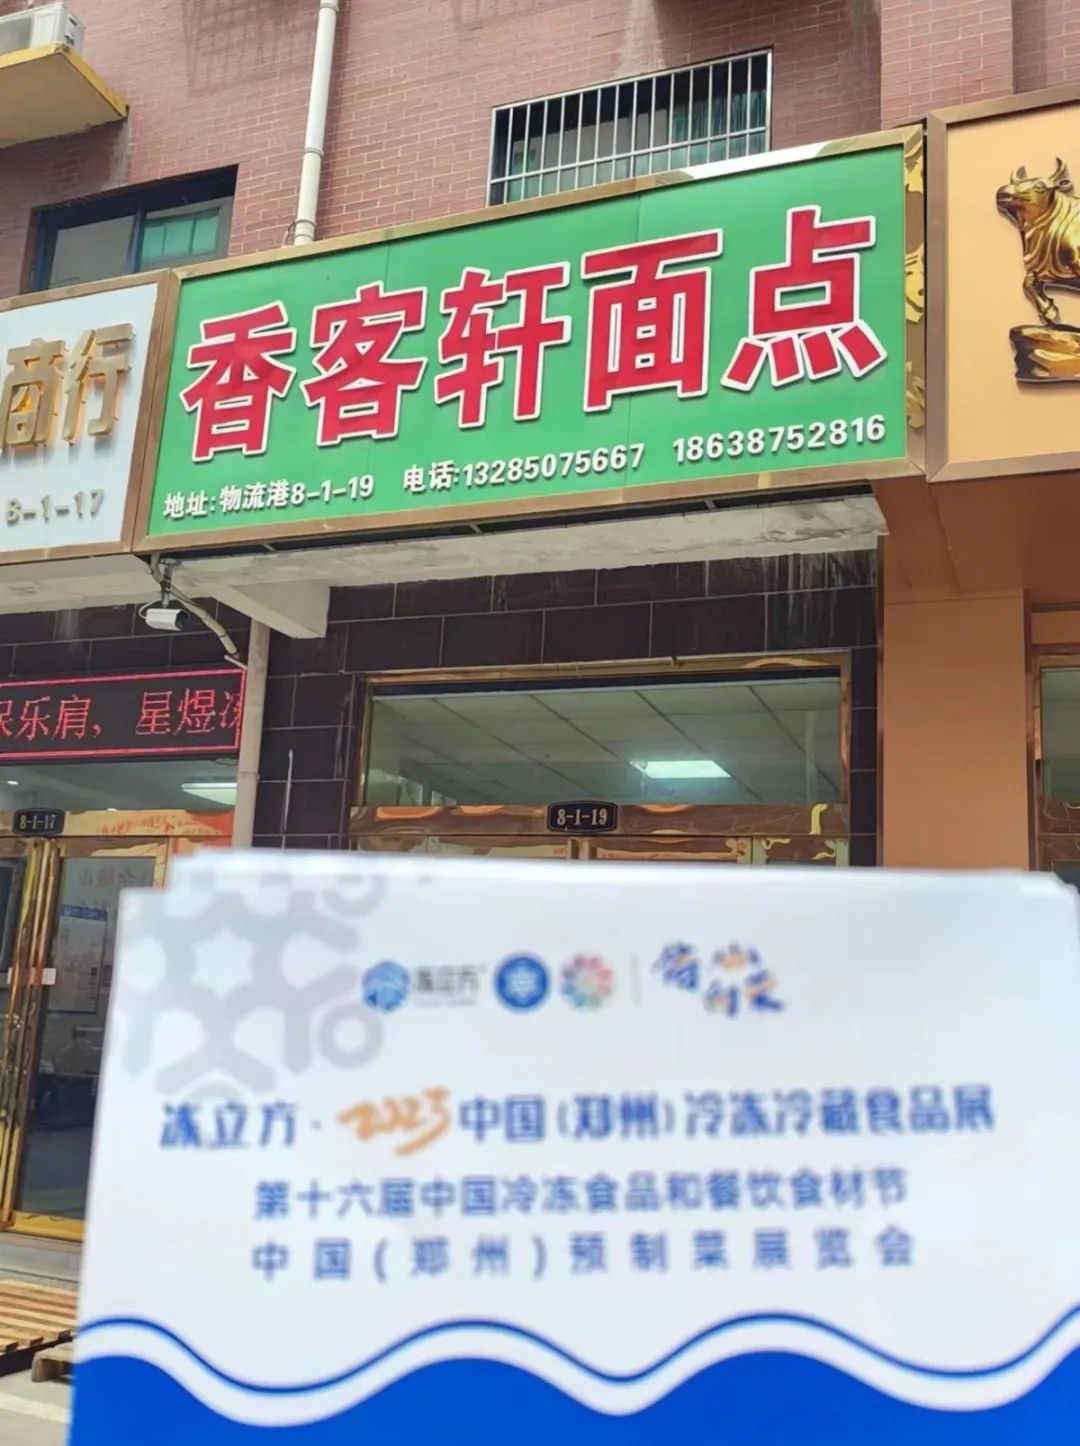 香客轩面点
地址:物流港8-1-19 电话:13285075667 18638752816
商行
8-1-17
乐肩，星煜
8-1-17
8-1-19
冻立方
冻立方·2023中国(郑州)冷冻冷藏食品展
第十六届中国冷冻食品和餐饮食材节
中国(郑州)预制菜展览会